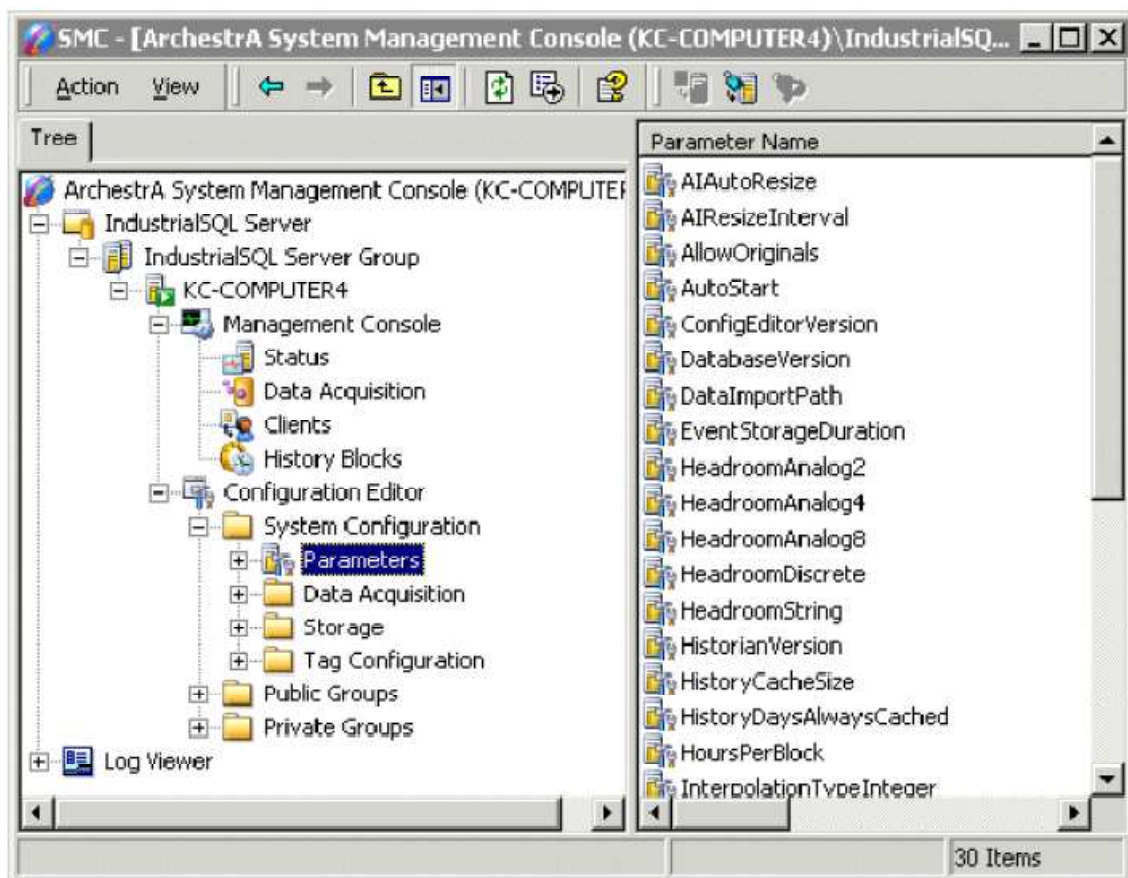 SMC - [ArchestrA System Management Console (KC-COMPUTER4)\IndustrialSQ...
Action View
Tree
ArchestrA System Management Console (KC-COMPUTER
IndustrialSQL Server
IndustrialSQL Server Group
KC-COMPUTER4
Management Console
Status
Data Acquisition
Clients
History Blocks
Configuration Editor
System Configuration
Parameters
Data Acquisition
Storage
Tag Configuration
Public Groups
Private Groups
Log Viewer
Parameter Name
AIAutoResize
AIResizeInterval
AllowOriginals
AutoStart
ConfigEditorVersion
DatabaseVersion
DataImportPath
EventStorageDuration
HeadroomAnalog2
HeadroomAnalog4
HeadroomAnalog8
HeadroomDiscrete
HeadroomString
HistorianVersion
HistoryCacheSize
HistoryDaysAlwaysCached
HoursPerBlock
InterpolationTypeInteger
30 Items